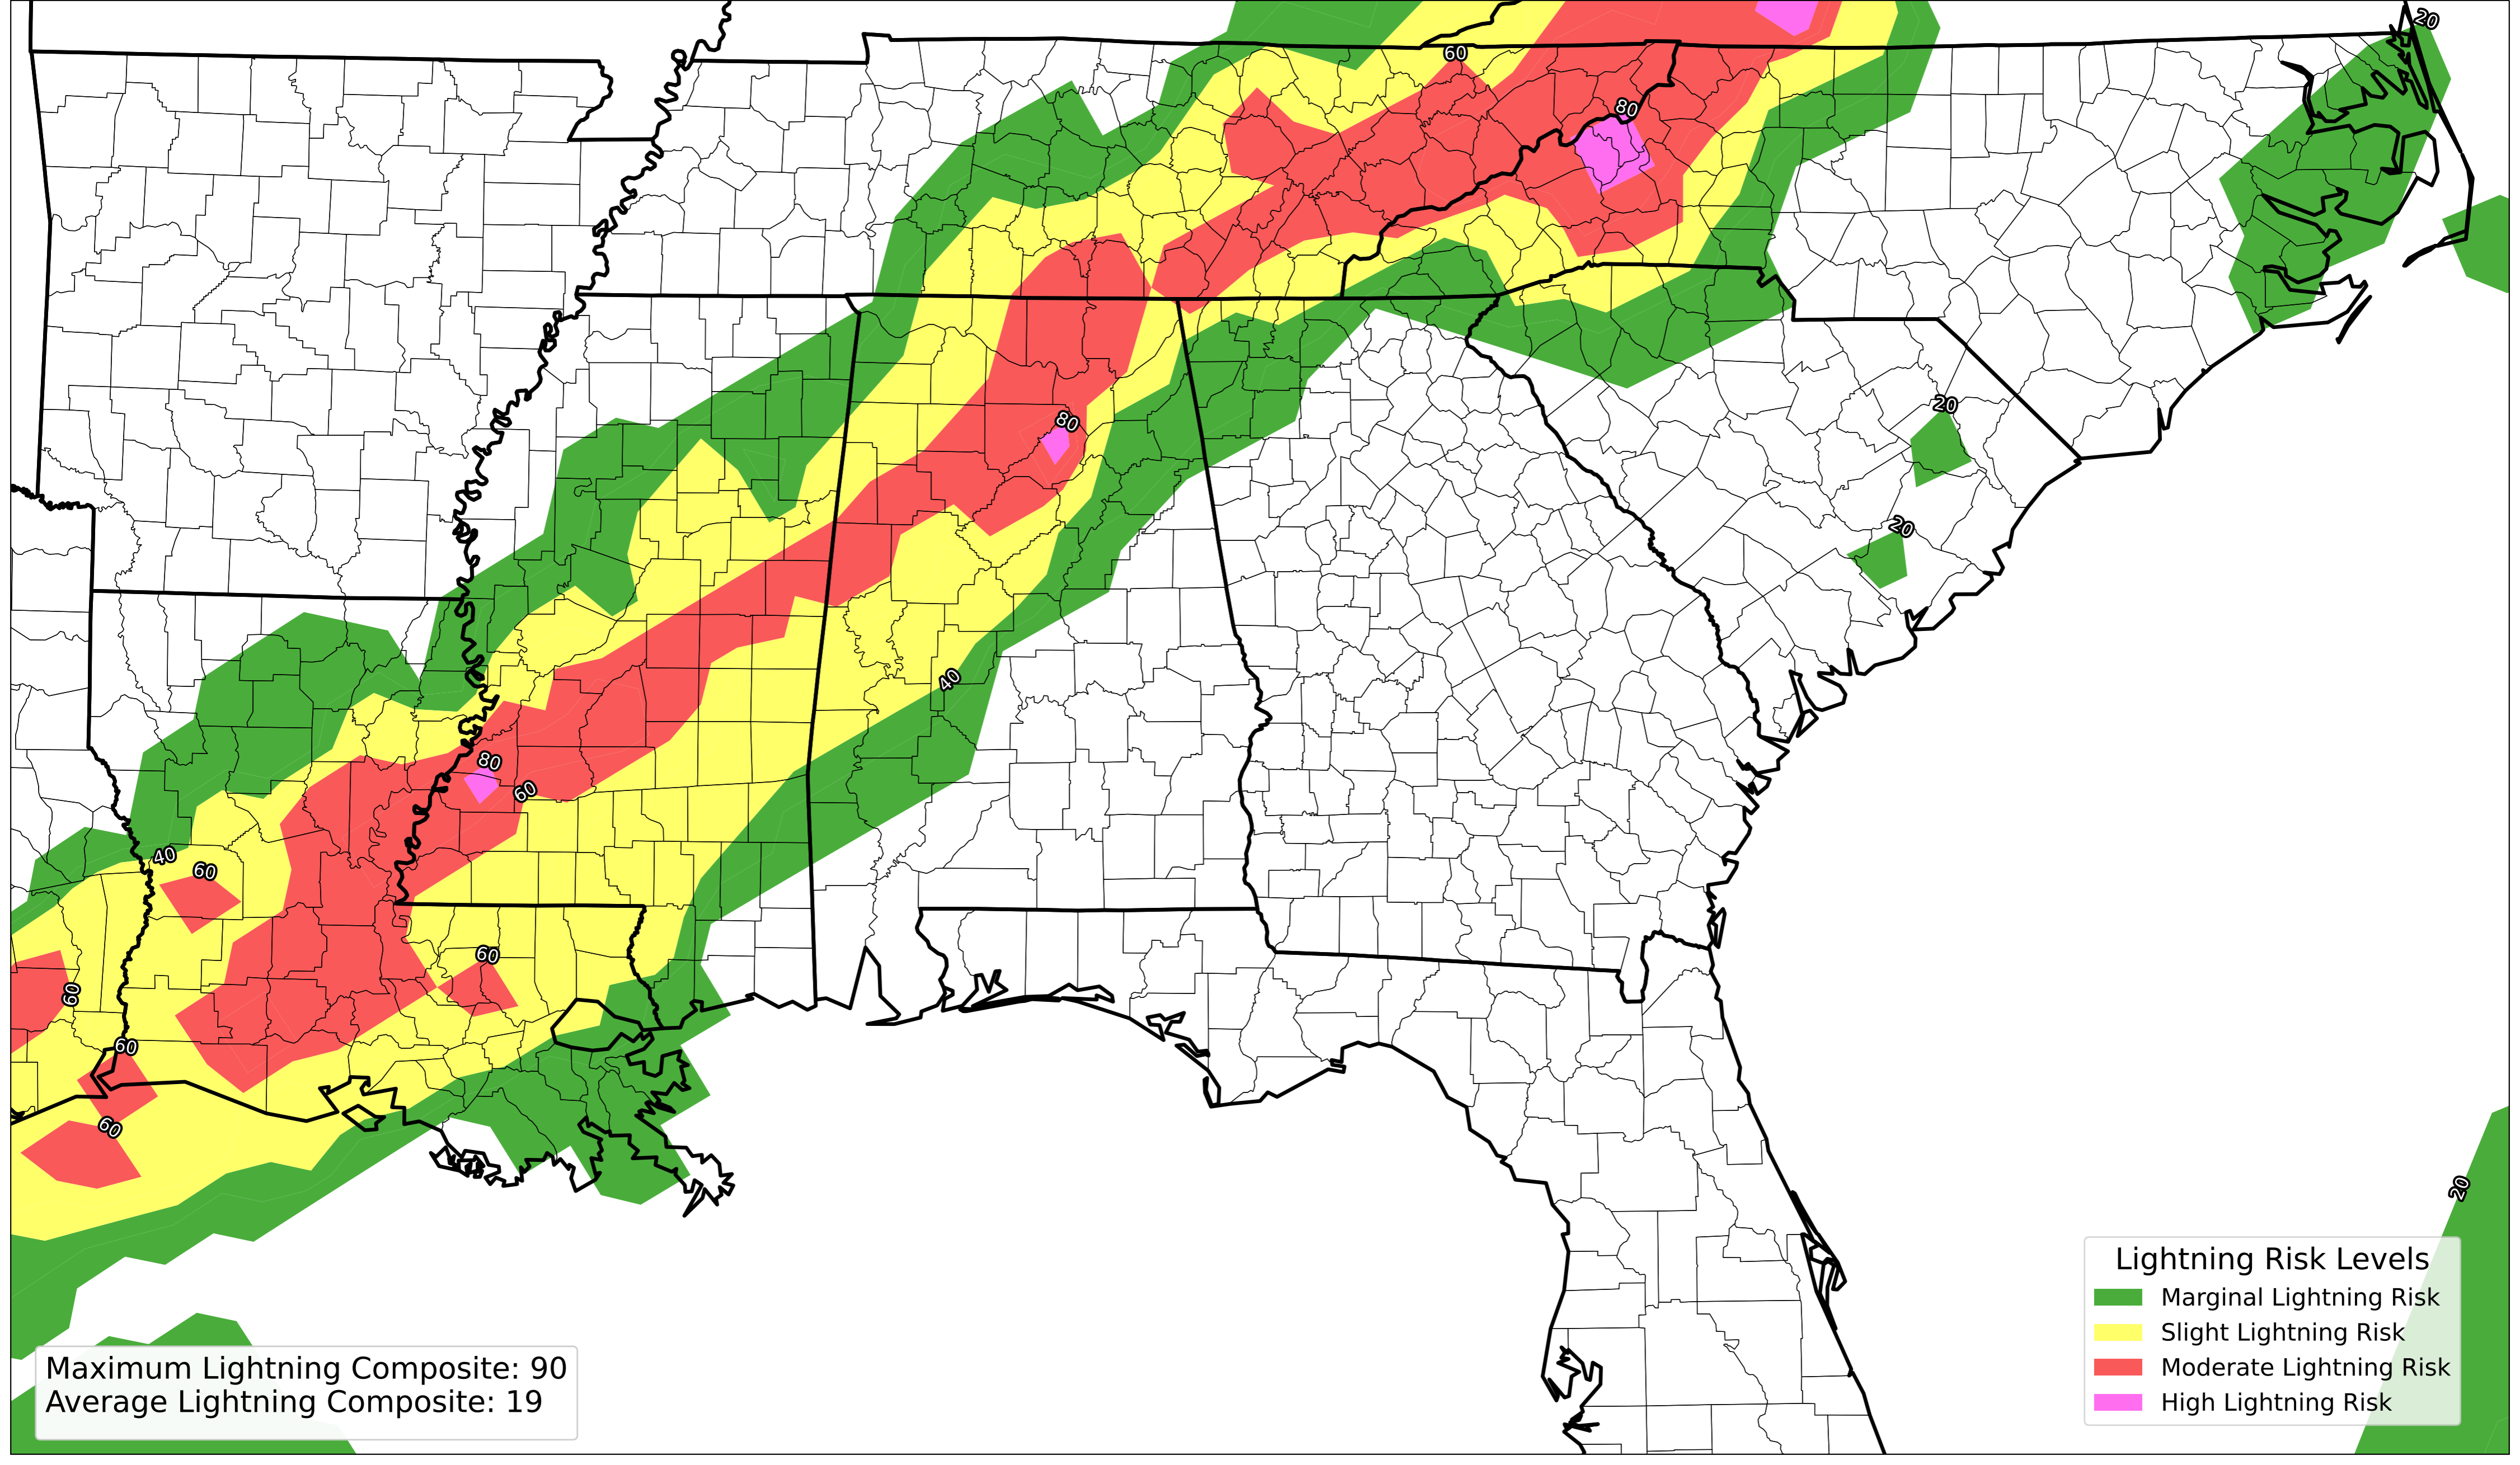 20
60
80
20
80
20
40
80
60
40
60
60
60
60
60
20
Lightning Risk Levels
Marginal Lightning Risk
Slight Lightning Risk
Moderate Lightning Risk
High Lightning Risk
Maximum Lightning Composite: 90
Average Lightning Composite: 19